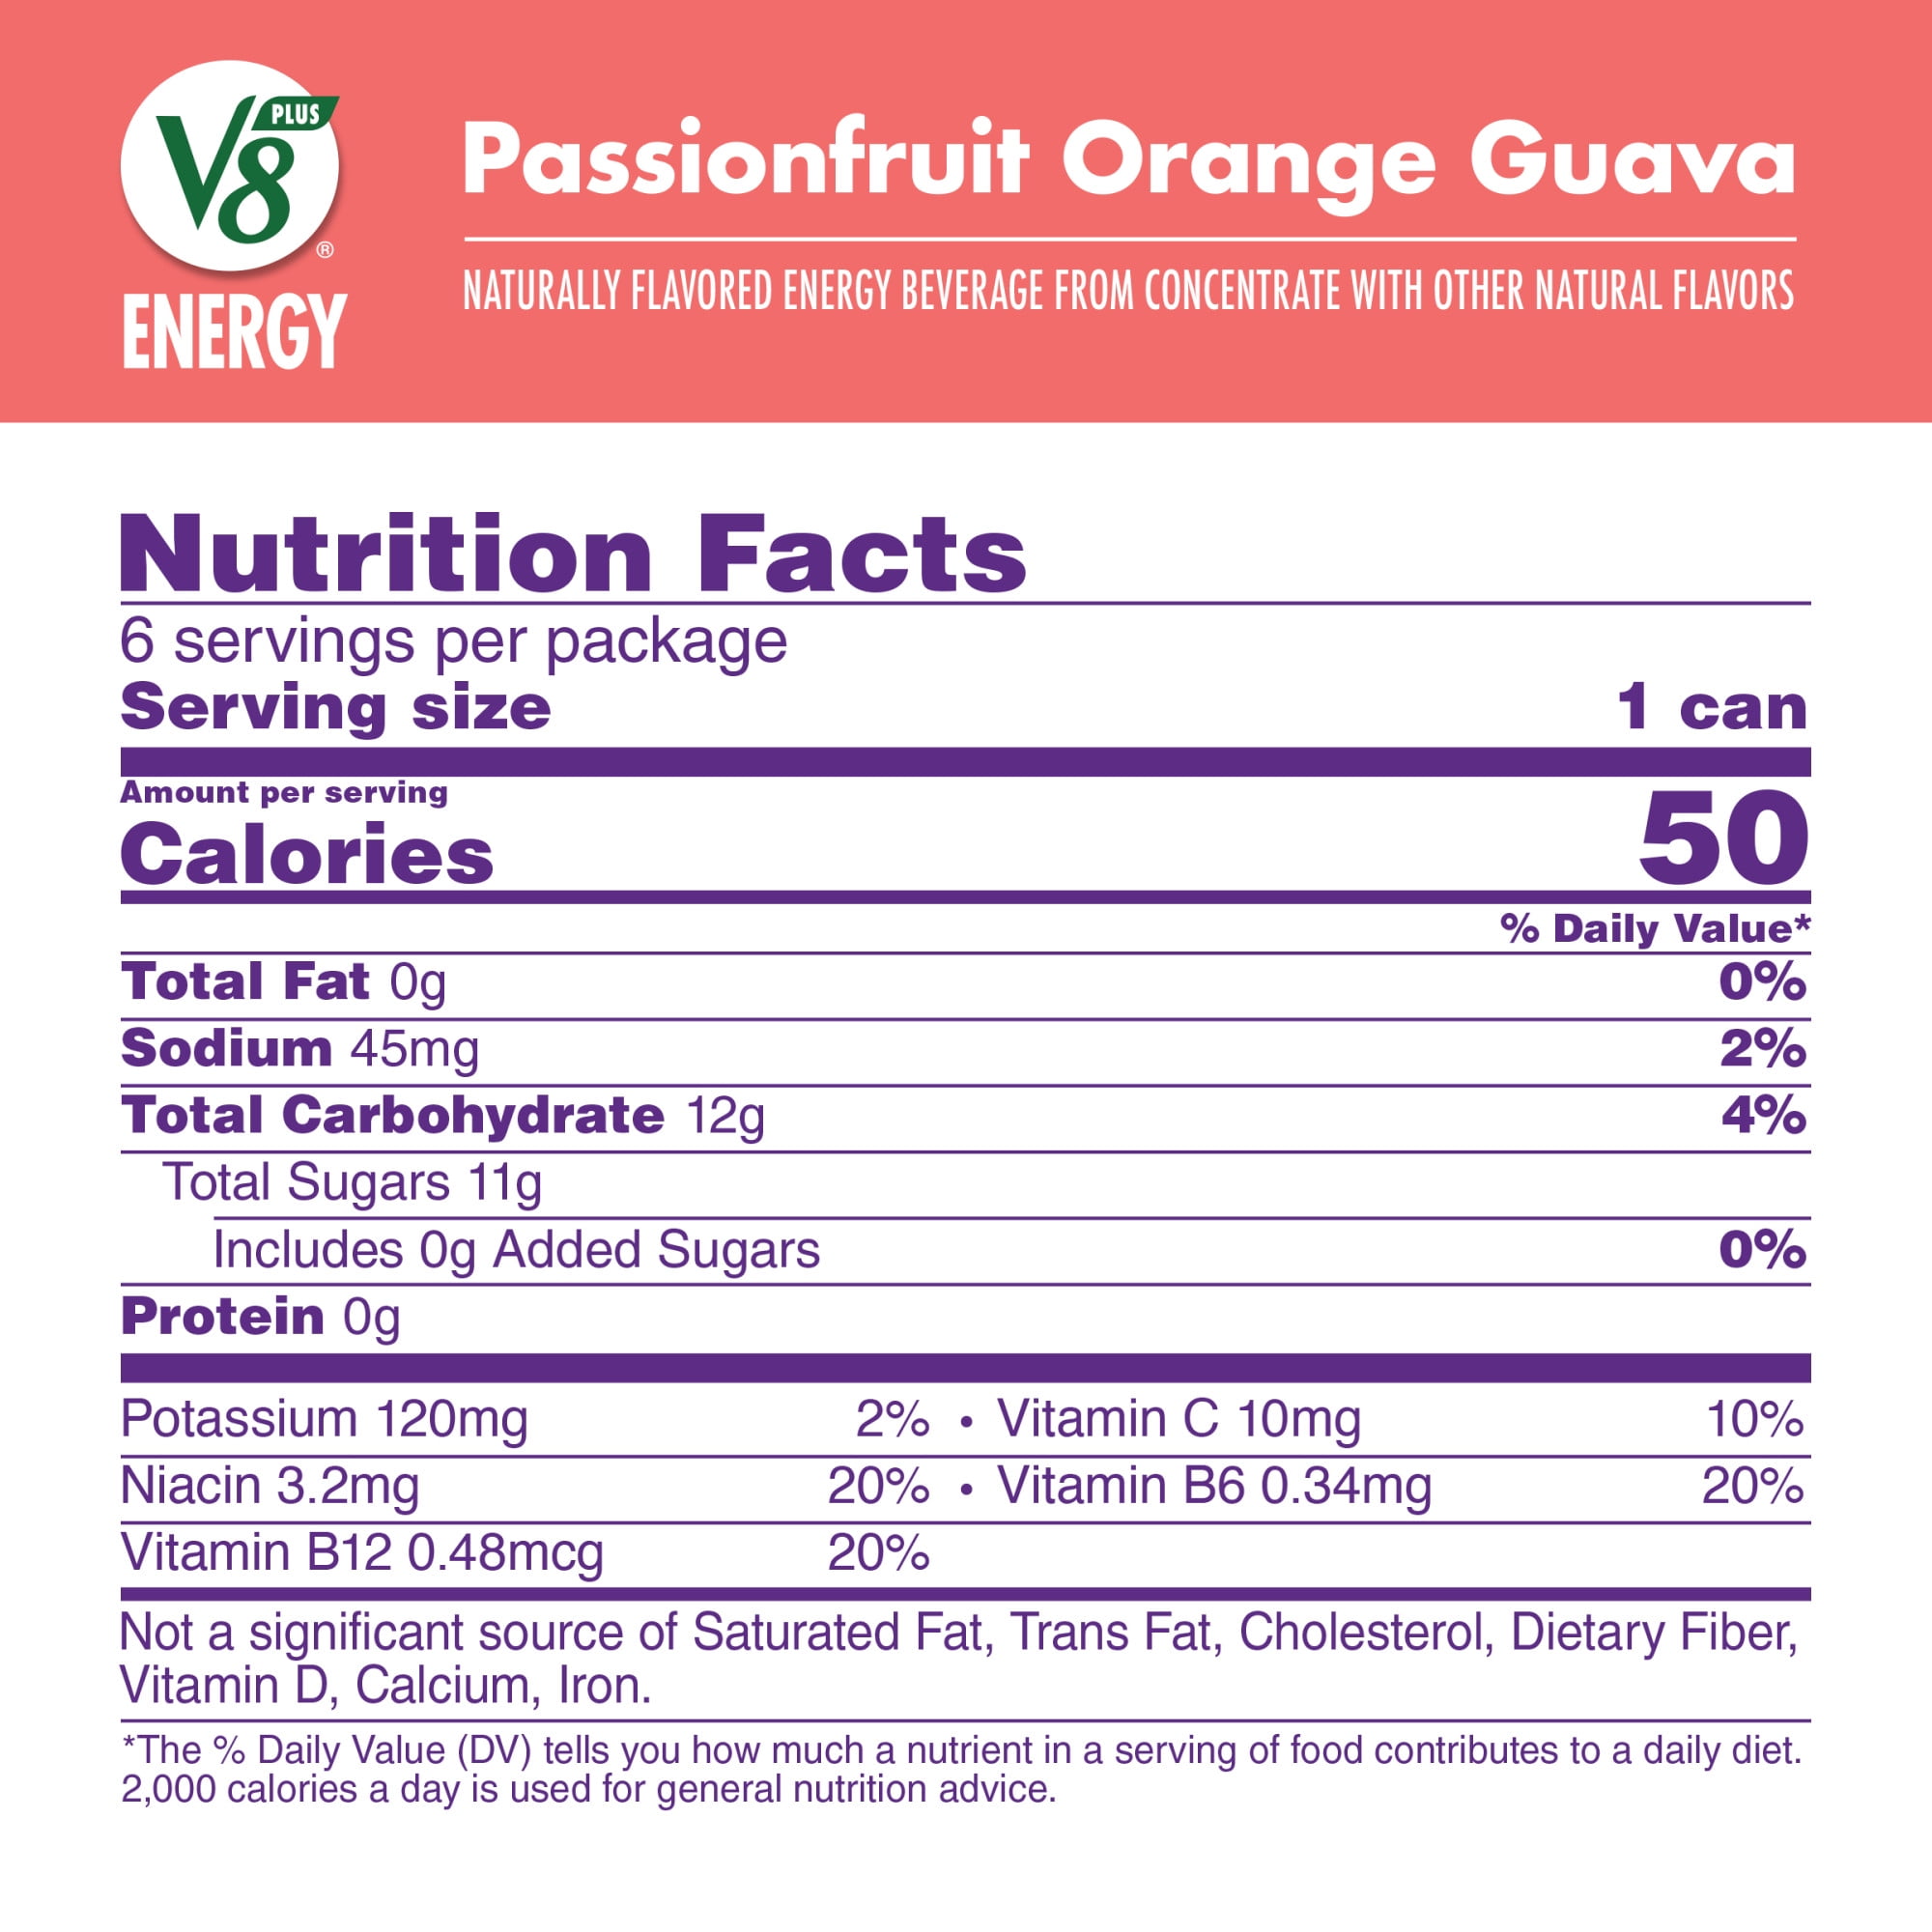 V8 PLUS
®
ENERGY
Passionfruit Orange Guava
NATURALLY FLAVORED ENERGY BEVERAGE FROM CONCENTRATE WITH OTHER NATURAL FLAVORS
Nutrition Facts
6 servings per package
Serving size 1 can
Amount per serving
Calories 50
% Daily Value*
Total Fat 0g 0%
Sodium 45mg 2%
Total Carbohydrate 12g 4%
Total Sugars 11g
Includes 0g Added Sugars 0%
Protein 0g
Potassium 120mg 2% • Vitamin C 10mg 10%
Niacin 3.2mg 20% • Vitamin B6 0.34mg 20%
Vitamin B12 0.48mcg 20%
Not a significant source of Saturated Fat, Trans Fat, Cholesterol, Dietary Fiber,
Vitamin D, Calcium, Iron.
*The % Daily Value (DV) tells you how much a nutrient in a serving of food contributes to a daily diet.
2,000 calories a day is used for general nutrition advice.